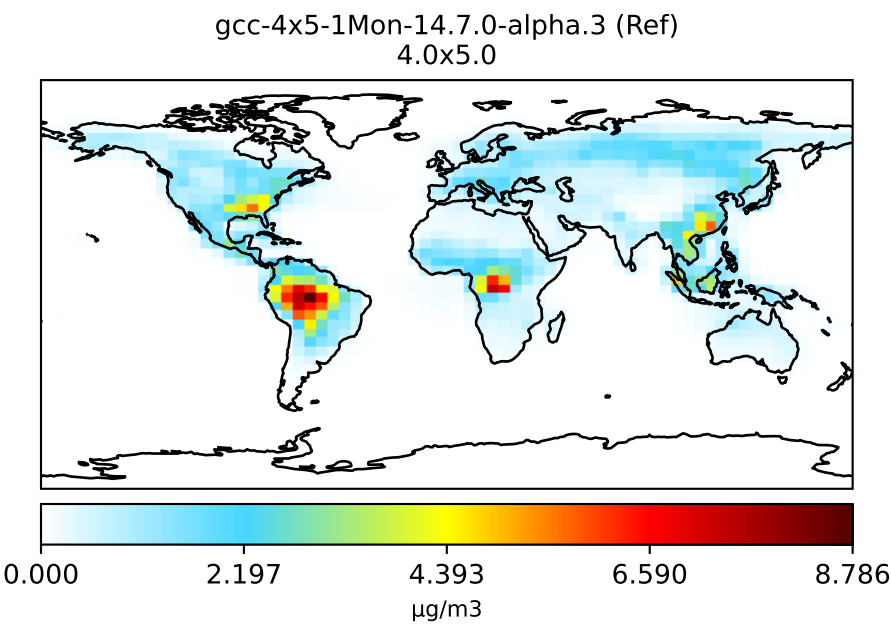 gcc-4x5-1Mon-14.7.0-alpha.3 (Ref)
4.0x5.0
0.000 2.197 4.393 6.590 8.786
μg/m3